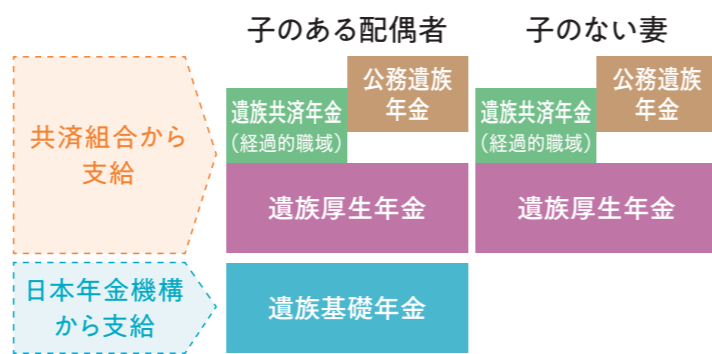 子のある配偶者
子のない妻
共済組合から
支給
遺族共済年金
（経過的職域）
公務遺族
年金
遺族厚生年金
遺族共済年金
（経過的職域）
公務遺族
年金
遺族厚生年金
日本年金機構
から支給
遺族基礎年金